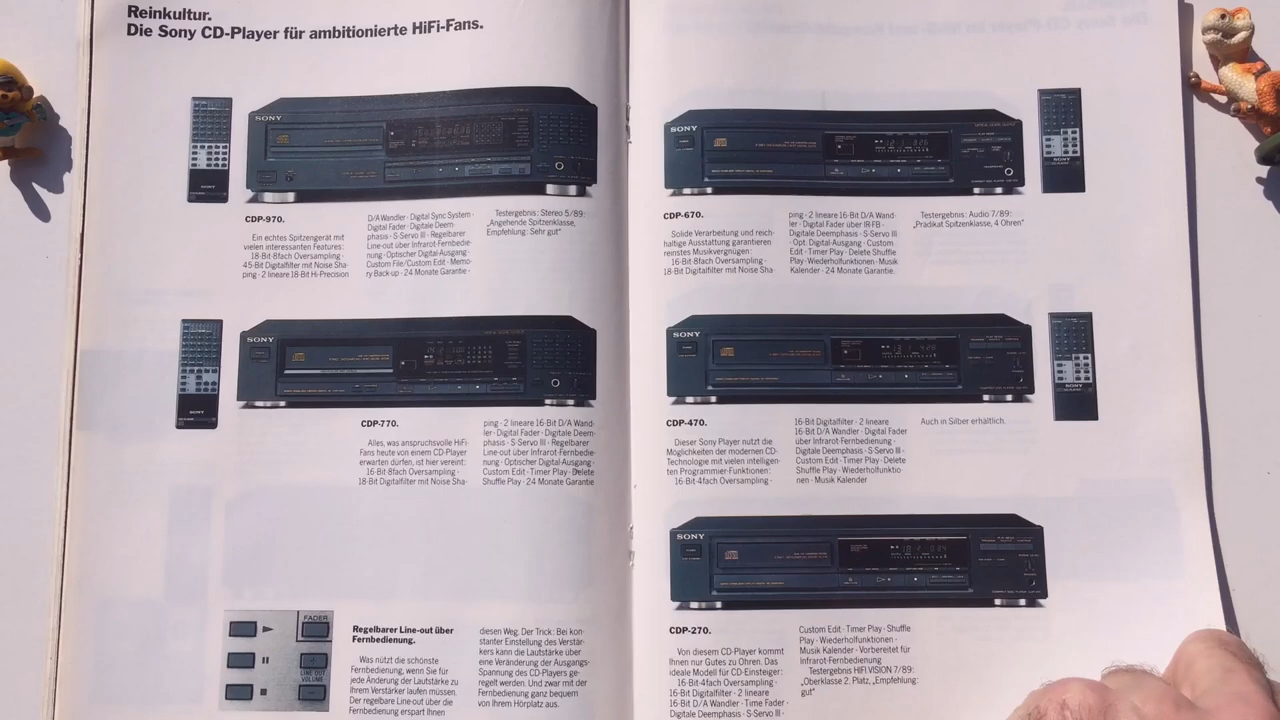 Reinkultur.
Die Sony CD-Player für ambitionierte HiFi-Fans.
SONY
SONY
CDP-970.
Ein echtes Spitzengerät mit
vielen interessanten Features:
18-Bit-8fach Oversampling ·
45-Bit-Digitalfilter mit Noise Sha-
ping · 2 lineare 18-Bit Hi-Precision
D/A Wandler · Digital Sync System ·
Digital Fader · Digitale Deem-
phasis · S-Servo III · Regelbarer
Line-out über Infrarot-Fernbedie-
nung · Optischer Digital-Ausgang ·
Custom File/Custom Edit · Memo-
ry Back-up · 24 Monate Garantie ·
Testergebnis: Stereo 5/89:
„Angehende Spitzenklasse,
Empfehlung: Sehr gut"
SONY
SONY
CDP-770.
Alles, was anspruchsvolle HiFi-
Fans heute von einem CD-Player
erwarten dürfen, ist hier vereint:
16-Bit-8fach Oversampling ·
18-Bit Digitalfilter mit Noise Sha-
ping · 2 lineare 16-Bit D/A Wand-
ler · Digital Fader · Digitale Deem-
phasis · S-Servo III · Regelbarer
Line-out über Infrarot-Fernbedie-
nung · Optischer Digital-Ausgang ·
Custom Edit · Timer Play · Delete
Shuffle Play · 24 Monate Garantie
FADER
LINE OUT
VOLUME
Regelbarer Line-out über
Fernbedienung.
Was nützt die schönste
Fernbedienung, wenn Sie für
jede Änderung der Lautstärke zu
Ihrem Verstärker laufen müssen.
Der regelbare Line-out über die
Fernbedienung erspart Ihnen
diesen Weg. Der Trick: Bei kon-
stanter Einstellung des Verstär-
kers kann die Lautstärke über
eine Veränderung der Ausgangs-
Spannung des CD-Players ge-
regelt werden. Und zwar mit der
Fernbedienung ganz bequem
von Ihrem Hörplatz aus.
SONY
SONY
CDP-670.
Solide Verarbeitung und reich-
haltige Ausstattung garantieren
reinstes Musikvergnügen:
16-Bit-8fach Oversampling ·
18-Bit Digitalfilter mit Noise Sha-
ping · 2 lineare 16-Bit D/A Wand-
ler · Digital Fader über IR-FB ·
Digitale Deemphasis · S-Servo III
· Opt. Digital-Ausgang · Custom
Edit · Timer Play · Delete Shuffle
Play · Wiederholfunktionen · Musik
Kalender · 24 Monate Garantie.
Testergebnis: Audio 7/89:
„Prädikat Spitzenklasse, 4 Ohren"
SONY
SONY
CDP-470.
Dieser Sony Player nutzt die
Möglichkeiten der modernen CD-
Technologie mit vielen intelligen-
ten Programmier-Funktionen:
16-Bit-4fach Oversampling ·
16-Bit Digitalfilter · 2 lineare
16-Bit D/A Wandler · Digital Fader
über Infrarot-Fernbedienung ·
Digitale Deemphasis · S-Servo III ·
Custom Edit · Timer Play · Delete
Shuffle Play · Wiederholfunktio-
nen · Musik Kalender
Auch in Silber erhältlich.
SONY
CDP-270.
Von diesem CD-Player kommt
Ihnen nur Gutes zu Ohren. Das
ideale Modell für CD-Einsteiger:
16-Bit-4fach Oversampling ·
16-Bit Digitalfilter · 2 lineare
16-Bit D/A Wandler · Time Fader ·
Digitale Deemphasis · S-Servo III ·
Custom Edit · Timer Play · Shuffle
Play · Wiederholfunktionen ·
Musik Kalender · Vorbereitet für
Infrarot-Fernbedienung
Testergebnis HIFI VISION 7/89:
„Oberklasse 2. Platz, „Empfehlung:
gut"